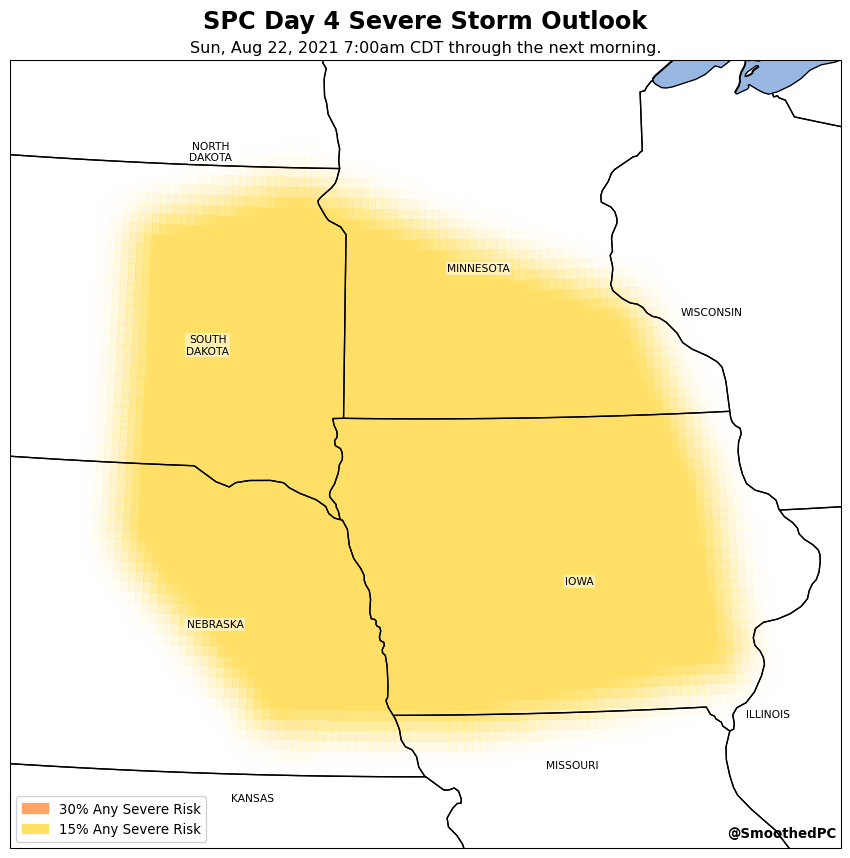 SPC Day 4 Severe Storm Outlook
Sun, Aug 22, 2021 7:00am CDT through the next morning.
NORTH
DAKOTA
MINNESOTA
WISCONSIN
SOUTH
DAKOTA
IOWA
NEBRASKA
ILLINOIS
MISSOURI
KANSAS
30% Any Severe Risk
15% Any Severe Risk
@SmoothedPC